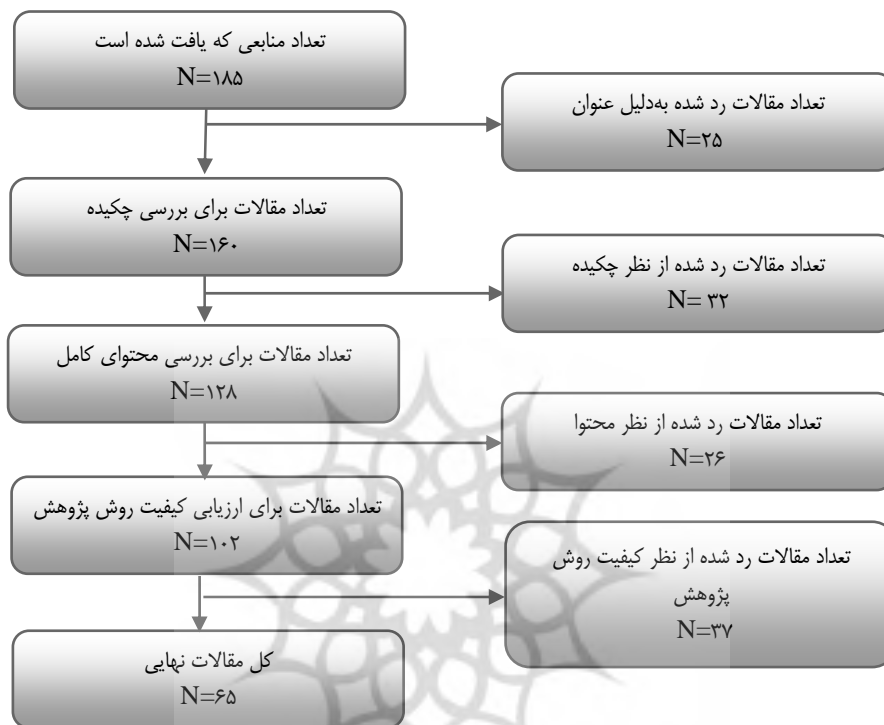 تعداد منابعی که یافت شده است
N=۱۸۵
تعداد مقالات رد شده به‌دلیل عنوان
N=۲۵
تعداد مقالات برای بررسی چکیده
N=۱۶۰
تعداد مقالات رد شده از نظر چکیده
N= ۳۲
تعداد مقالات برای بررسی محتوای کامل
N=۱۲۸
تعداد مقالات رد شده از نظر محتوا
N=۲۶
تعداد مقالات برای ارزیابی کیفیت روش پژوهش
N=۱۰۲
تعداد مقالات رد شده از نظر کیفیت روش
پژوهش
N=۳۷
کل مقالات نهایی
N=۶۵